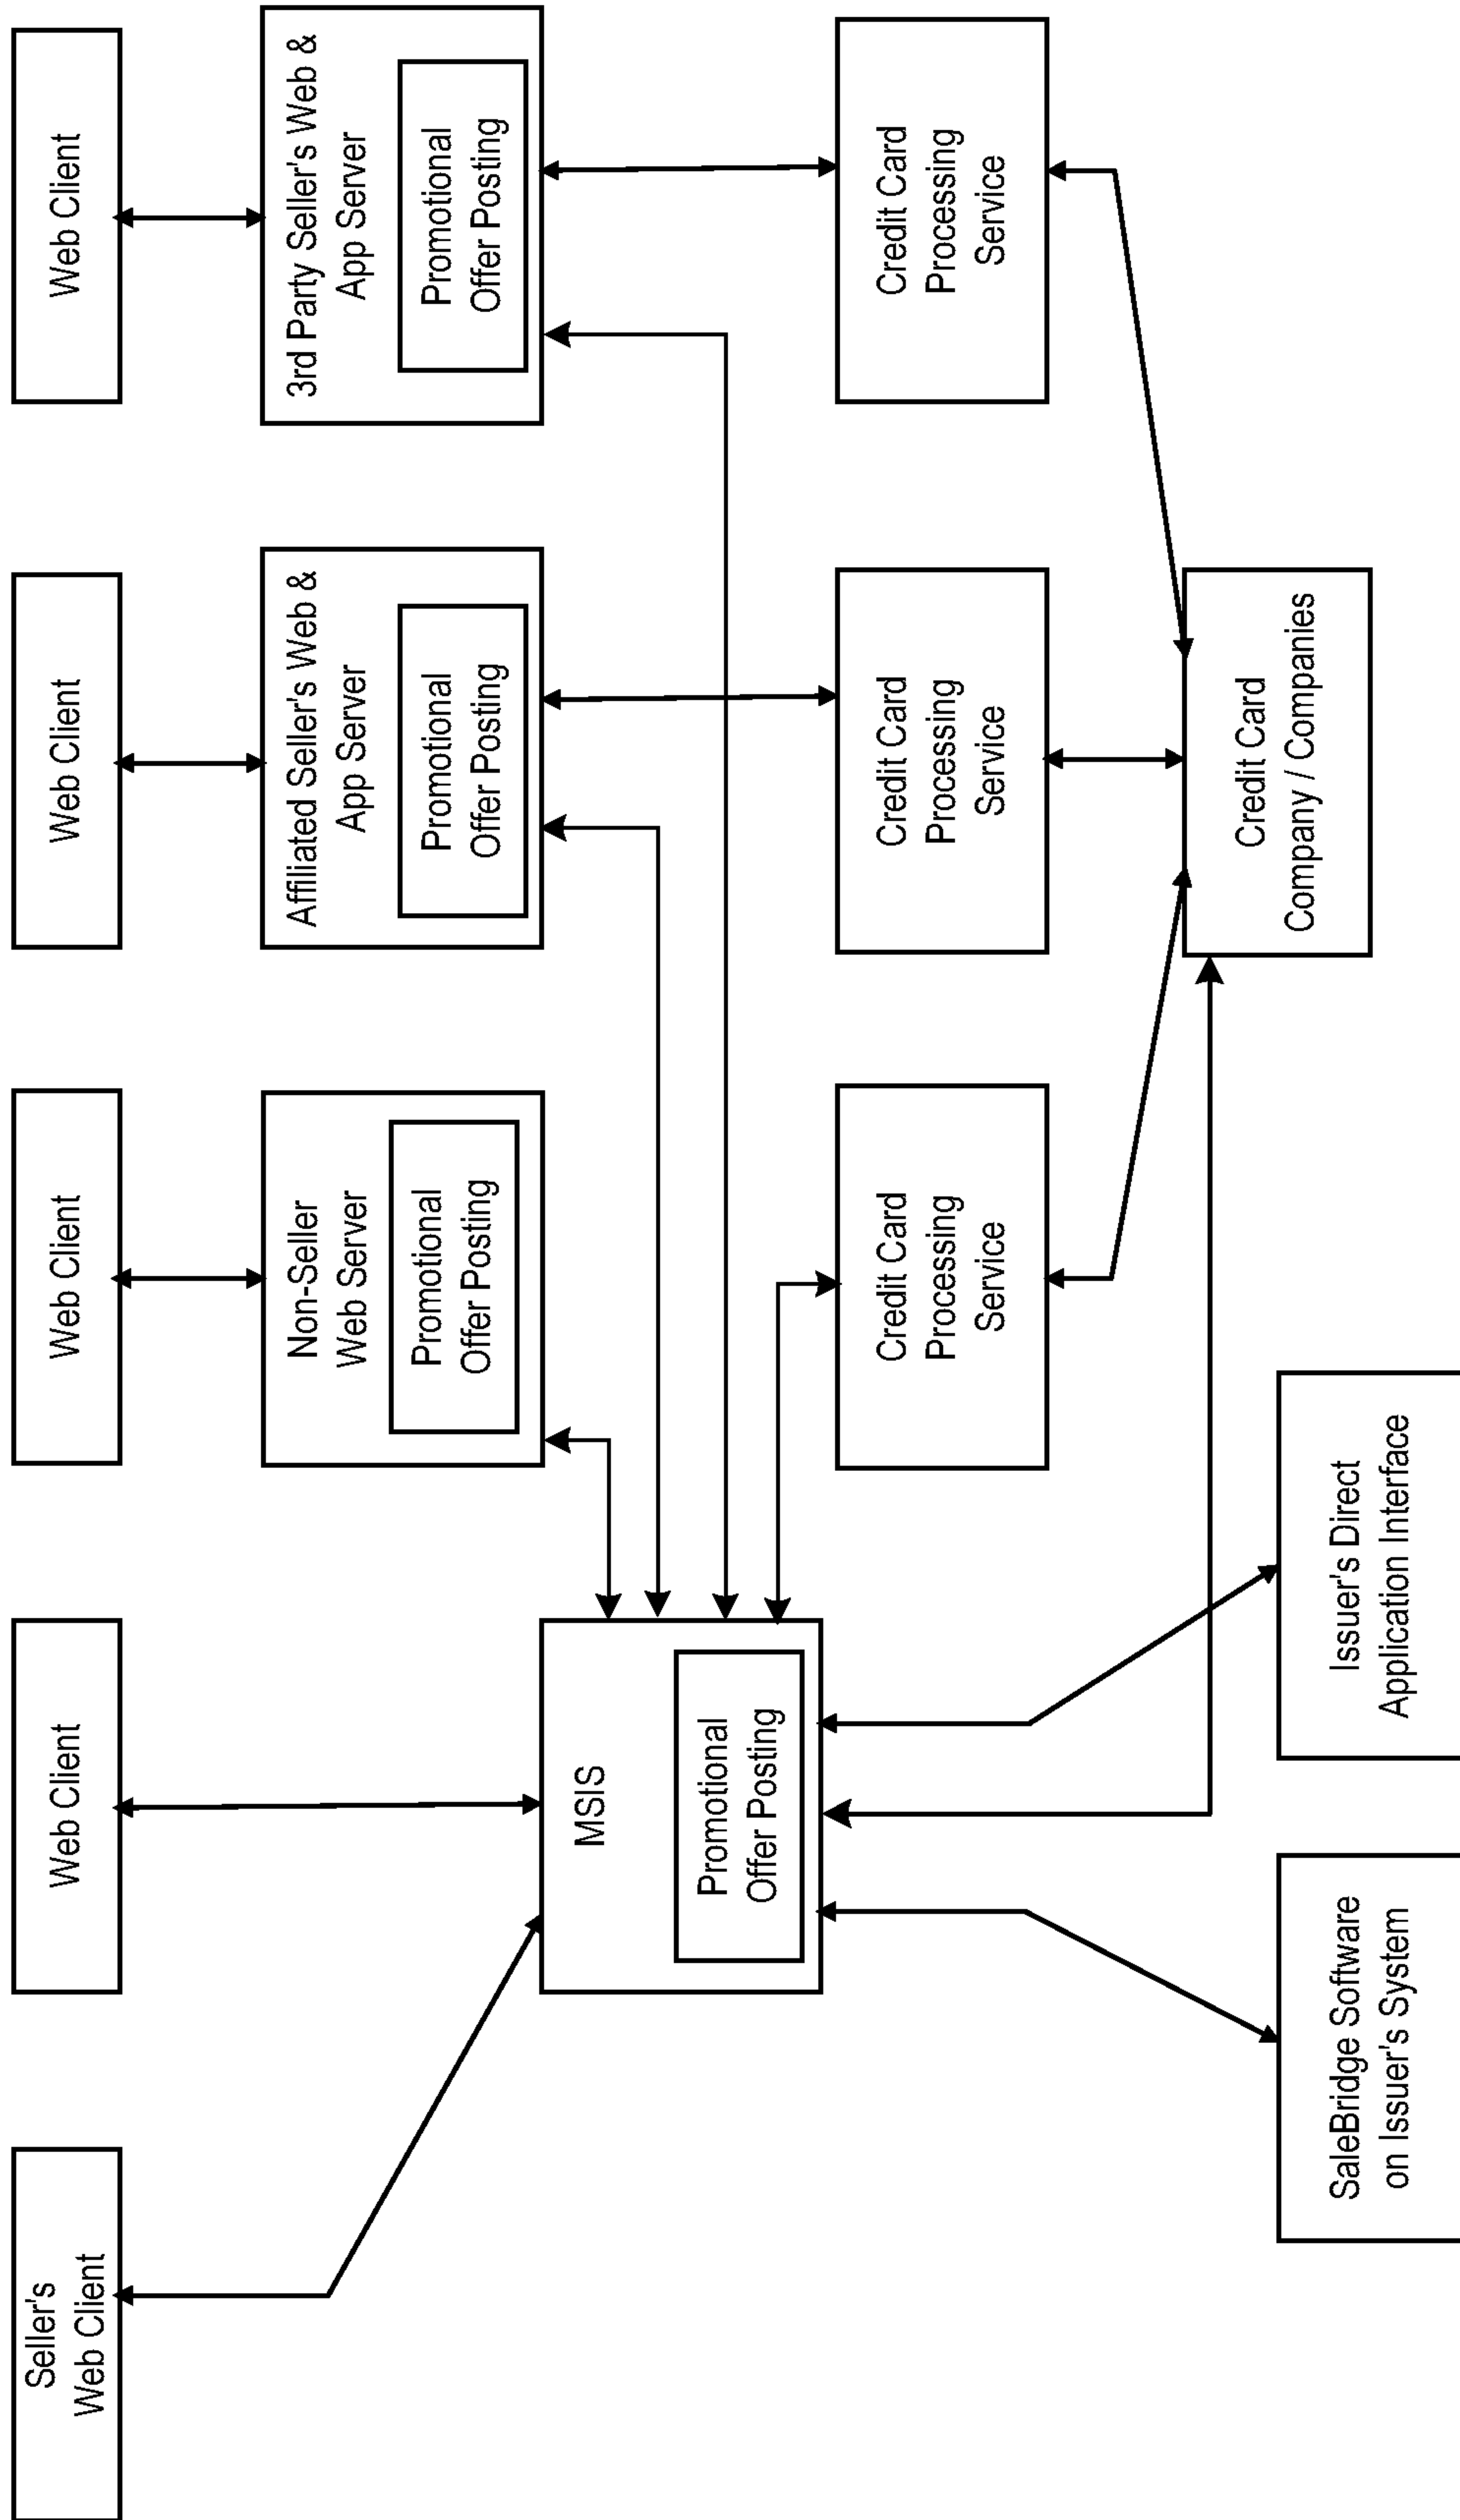 Seller's
Web Client
Web Client
Web Client
Web Client
Web Client
Non-Seller
Web Server
Promotional
Offer Posting
Affiliated Seller's Web &
App Server
Promotional
Offer Posting
3rd Party Seller's Web &
App Server
Promotional
Offer Posting
MSIS
Promotional
Offer Posting
Credit Card
Processing
Service
Credit Card
Processing
Service
Credit Card
Processing
Service
Credit Card
Company / Companies
SaleBridge Software
on Issuer's System
Issuer's Direct
Application Interface